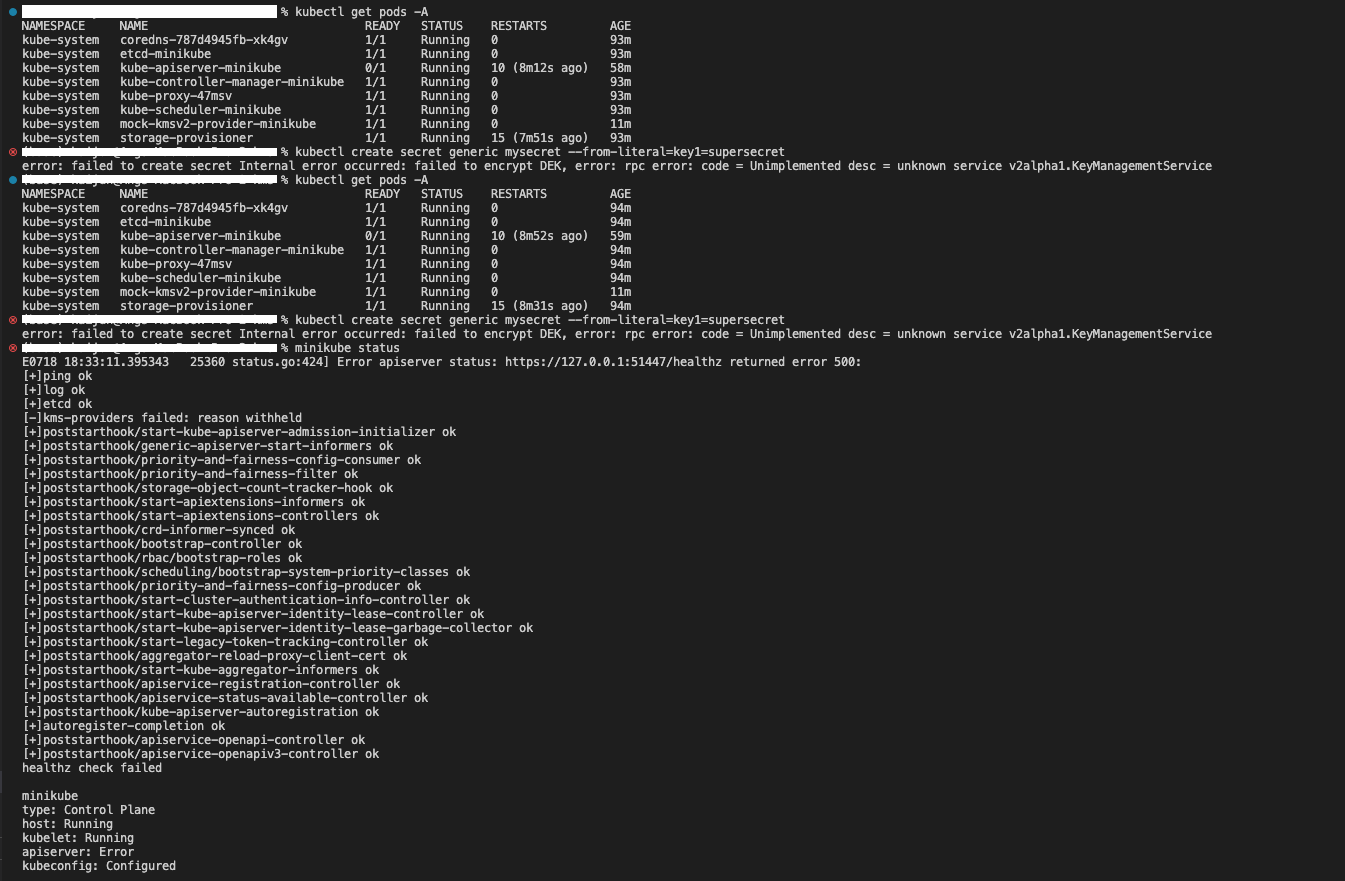 % kubectl get pods -A
NAMESPACE NAME READY STATUS RESTARTS AGE
kube-system coredns-787d4945fb-xk4gv 1/1 Running 0 93m
kube-system etcd-minikube 1/1 Running 0 93m
kube-system kube-apiserver-minikube 0/1 Running 10 (8m12s ago) 58m
kube-system kube-controller-manager-minikube 1/1 Running 0 93m
kube-system kube-proxy-47msv 1/1 Running 0 93m
kube-system kube-scheduler-minikube 1/1 Running 0 93m
kube-system mock-kmsv2-provider-minikube 1/1 Running 0 11m
kube-system storage-provisioner 1/1 Running 15 (7m51s ago) 93m
% kubectl create secret generic mysecret --from-literal=key1=supersecret
error: failed to create secret Internal error occurred: failed to encrypt DEK, error: rpc error: code = Unimplemented desc = unknown service v2alpha1.KeyManagementService
% kubectl get pods -A
NAMESPACE NAME READY STATUS RESTARTS AGE
kube-system coredns-787d4945fb-xk4gv 1/1 Running 0 94m
kube-system etcd-minikube 1/1 Running 0 94m
kube-system kube-apiserver-minikube 0/1 Running 10 (8m52s ago) 59m
kube-system kube-controller-manager-minikube 1/1 Running 0 94m
kube-system kube-proxy-47msv 1/1 Running 0 94m
kube-system kube-scheduler-minikube 1/1 Running 0 94m
kube-system mock-kmsv2-provider-minikube 1/1 Running 0 11m
kube-system storage-provisioner 1/1 Running 15 (8m31s ago) 94m
% kubectl create secret generic mysecret --from-literal=key1=supersecret
error: failed to create secret Internal error occurred: failed to encrypt DEK, error: rpc error: code = Unimplemented desc = unknown service v2alpha1.KeyManagementService
% minikube status
E0718 18:33:11.395343 25360 status.go:424] Error apiserver status: https://127.0.0.1:51447/healthz returned error 500:
[+]ping ok
[+]log ok
[+]etcd ok
[-]kms-providers failed: reason withheld
[+]poststarthook/start-kube-apiserver-admission-initializer ok
[+]poststarthook/generic-apiserver-start-informers ok
[+]poststarthook/priority-and-fairness-config-consumer ok
[+]poststarthook/priority-and-fairness-filter ok
[+]poststarthook/storage-object-count-tracker-hook ok
[+]poststarthook/start-apiextensions-informers ok
[+]poststarthook/start-apiextensions-controllers ok
[+]poststarthook/crd-informer-synced ok
[+]poststarthook/bootstrap-controller ok
[+]poststarthook/rbac/bootstrap-roles ok
[+]poststarthook/scheduling/bootstrap-system-priority-classes ok
[+]poststarthook/priority-and-fairness-config-producer ok
[+]poststarthook/start-cluster-authentication-info-controller ok
[+]poststarthook/start-kube-apiserver-identity-lease-controller ok
[+]poststarthook/start-kube-apiserver-identity-lease-garbage-collector ok
[+]poststarthook/start-legacy-token-tracking-controller ok
[+]poststarthook/aggregator-reload-proxy-client-cert ok
[+]poststarthook/start-kube-aggregator-informers ok
[+]poststarthook/apiservice-registration-controller ok
[+]poststarthook/apiservice-status-available-controller ok
[+]poststarthook/kube-apiserver-autoregistration ok
[+]autoregister-completion ok
[+]poststarthook/apiservice-openapi-controller ok
[+]poststarthook/apiservice-openapiv3-controller ok
healthz check failed
minikube
type: Control Plane
host: Running
kubelet: Running
apiserver: Error
kubeconfig: Configured